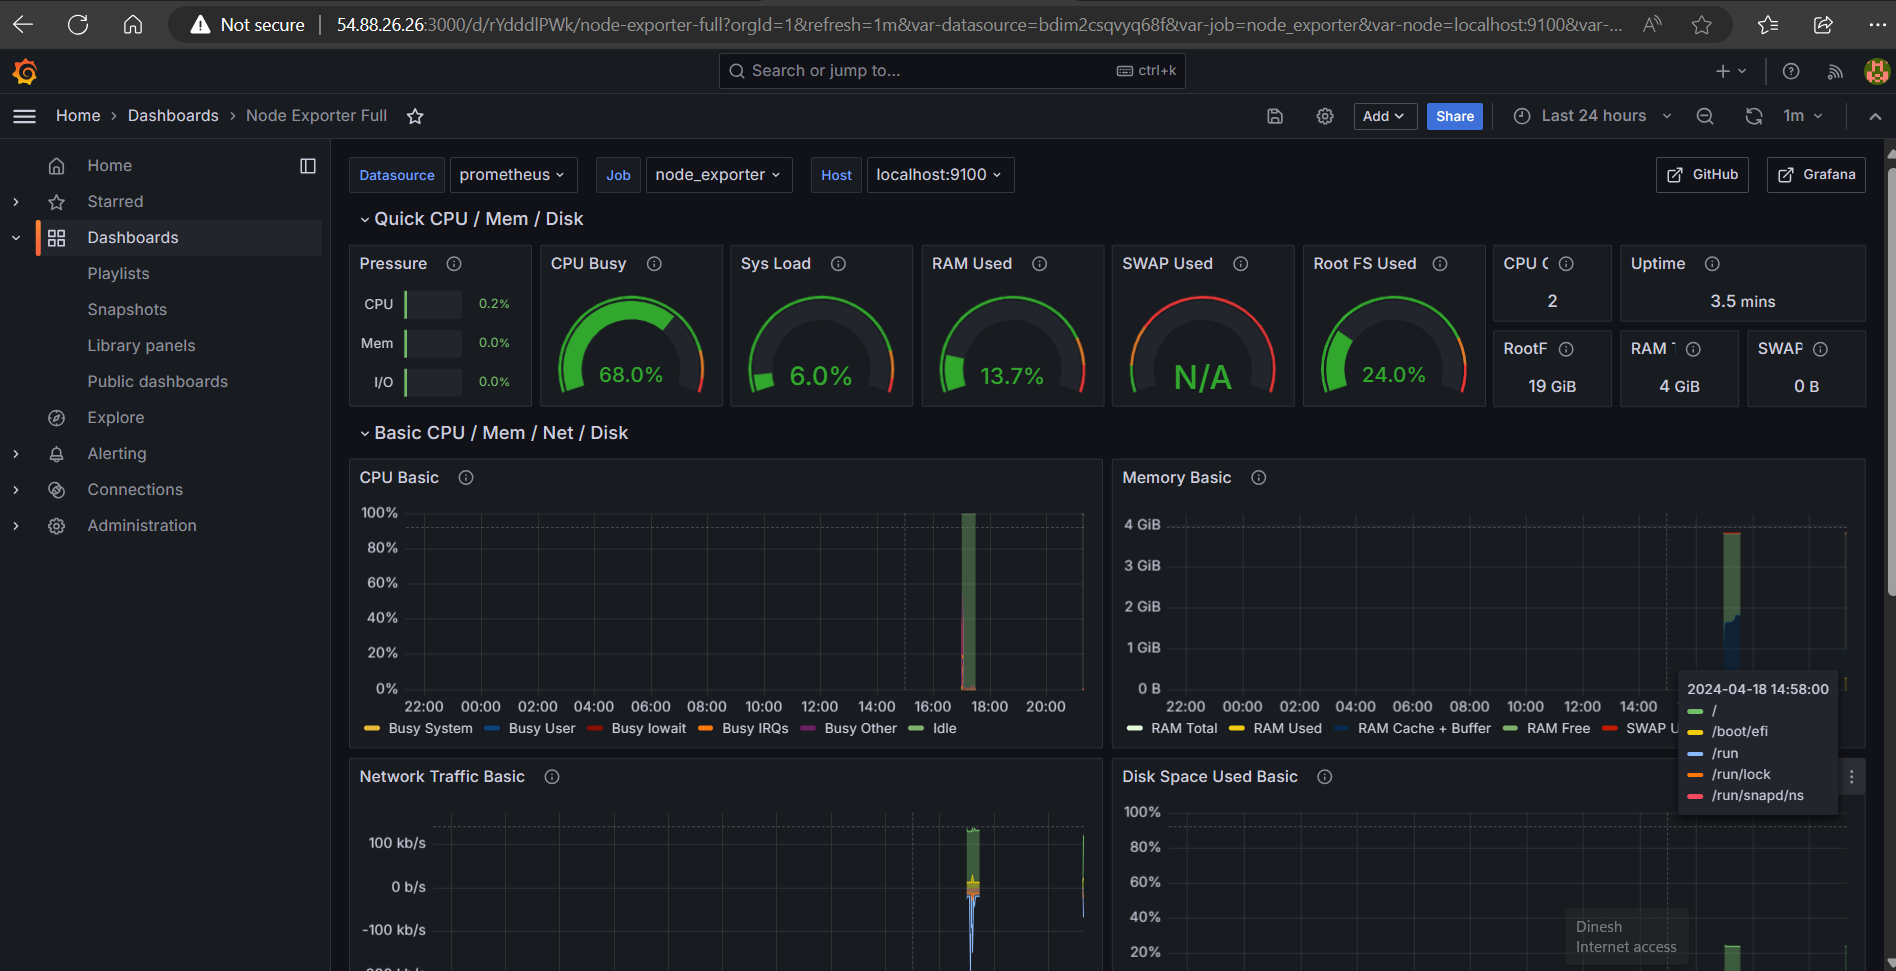 Not secure
54.88.26.26:3000/d/rYdddlPWk/node-exporter-full?orgId=1&refresh=1m&var-datasource=bdim2csqvyq68f&var-job=node_exporter&var-node=localhost:9100&var-...
Search or jump to...
ctrl+k
Home
Dashboards
Node Exporter Full
Add
Share
Last 24 hours
1m
Home
Starred
Dashboards
Playlists
Snapshots
Library panels
Public dashboards
Explore
Alerting
Connections
Administration
Datasource
prometheus
Job
node_exporter
Host
localhost:9100
GitHub
Grafana
Quick CPU / Mem / Disk
Pressure
CPU 0.2%
Mem 0.0%
I/O 0.0%
CPU Busy
68.0%
Sys Load
6.0%
RAM Used
13.7%
SWAP Used
N/A
Root FS Used
24.0%
CPU C
2
Uptime
3.5 mins
RootF
19 GiB
RAM T
4 GiB
SWAP
0 B
Basic CPU / Mem / Net / Disk
CPU Basic
100%
80%
60%
40%
20%
0%
22:00 00:00 02:00 04:00 06:00 08:00 10:00 12:00 14:00 16:00 18:00 20:00
Busy System Busy User Busy Iowait Busy IRQs Busy Other Idle
Memory Basic
4 GiB
3 GiB
2 GiB
1 GiB
0 B
22:00 00:00 02:00 04:00 06:00 08:00 10:00 12:00 14:00
RAM Total RAM Used RAM Cache + Buffer RAM Free SWAP U
2024-04-18 14:58:00
/
/boot/efi
/run
/run/lock
/run/snapd/ns
Network Traffic Basic
100 kb/s
0 b/s
-100 kb/s
Disk Space Used Basic
100%
80%
60%
40%
20%
Dinesh
Internet access